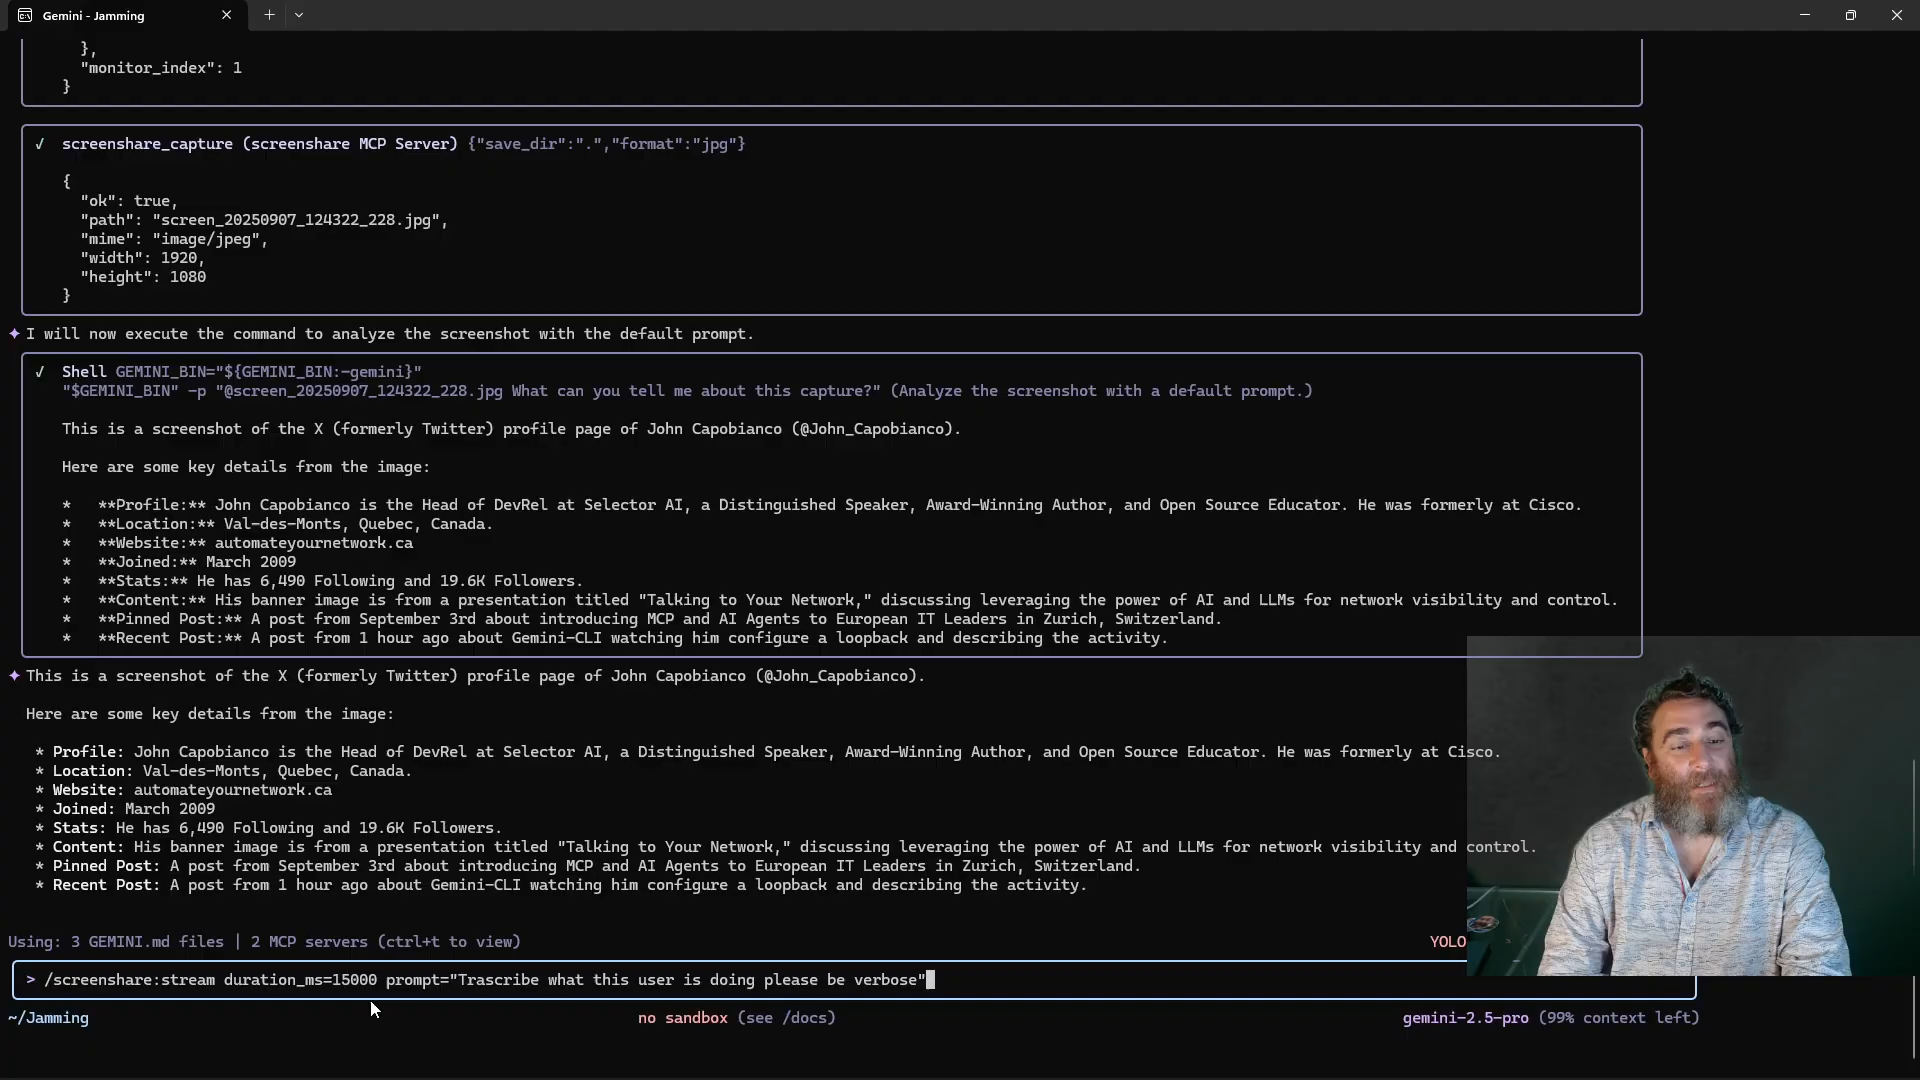 Gemini - Jamming
},
"monitor_index": 1
}
✓ screenshare_capture (screenshare MCP Server) {"save_dir":".","format":"jpg"}
{
"ok": true,
"path": "screen_20250907_124322_228.jpg",
"mime": "image/jpeg",
"width": 1920,
"height": 1080
}
✦ I will now execute the command to analyze the screenshot with the default prompt.
✓ Shell GEMINI_BIN="${GEMINI_BIN:-gemini}"
"$GEMINI_BIN" -p "@screen_20250907_124322_228.jpg What can you tell me about this capture?" (Analyze the screenshot with a default prompt.)
This is a screenshot of the X (formerly Twitter) profile page of John Capobianco (@John_Capobianco).
Here are some key details from the image:
* **Profile:** John Capobianco is the Head of DevRel at Selector AI, a Distinguished Speaker, Award-Winning Author, and Open Source Educator. He was formerly at Cisco.
* **Location:** Val-des-Monts, Quebec, Canada.
* **Website:** automateyournetwork.ca
* **Joined:** March 2009
* **Stats:** He has 6,490 Following and 19.6K Followers.
* **Content:** His banner image is from a presentation titled "Talking to Your Network," discussing leveraging the power of AI and LLMs for network visibility and control.
* **Pinned Post:** A post from September 3rd about introducing MCP and AI Agents to European IT Leaders in Zurich, Switzerland.
* **Recent Post:** A post from 1 hour ago about Gemini-CLI watching him configure a loopback and describing the activity.
✦ This is a screenshot of the X (formerly Twitter) profile page of John Capobianco (@John_Capobianco).
Here are some key details from the image:
* Profile: John Capobianco is the Head of DevRel at Selector AI, a Distinguished Speaker, Award-Winning Author, and Open Source Educator. He was formerly at Cisco.
* Location: Val-des-Monts, Quebec, Canada.
* Website: automateyournetwork.ca
* Joined: March 2009
* Stats: He has 6,490 Following and 19.6K Followers.
* Content: His banner image is from a presentation titled "Talking to Your Network," discussing leveraging the power of AI and LLMs for network visibility and control.
* Pinned Post: A post from September 3rd about introducing MCP and AI Agents to European IT Leaders in Zurich, Switzerland.
* Recent Post: A post from 1 hour ago about Gemini-CLI watching him configure a loopback and describing the activity.
Using: 3 GEMINI.md files | 2 MCP servers (ctrl+t to view) YOLO
> /screenshare:stream duration_ms=15000 prompt="Trascribe what this user is doing please be verbose"
~/Jamming no sandbox (see /docs) gemini-2.5-pro (99% context left)